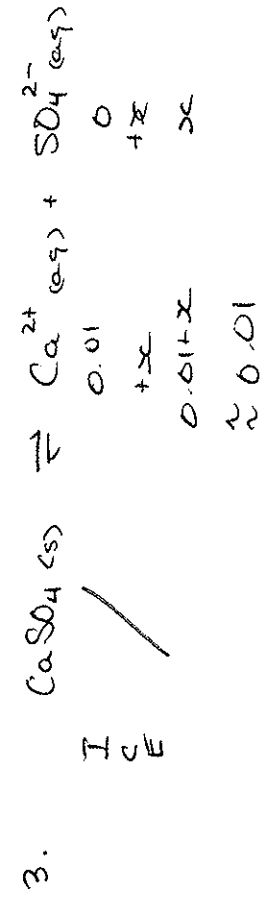 3. CaSO4 (s) ⇌ Ca2+ (aq) + SO4 2- (aq)
I 0.01 0
C +x +x
E 0.01+x x
≈ 0.01